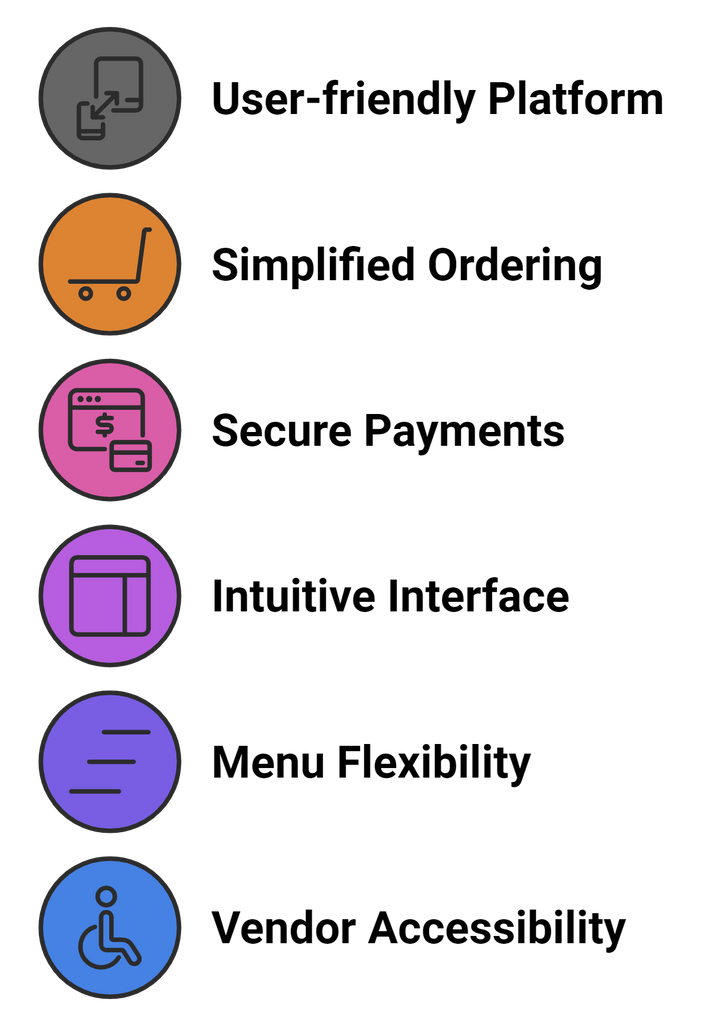 User-friendly Platform
Simplified Ordering
$
Secure Payments
Intuitive Interface
Menu Flexibility
Vendor Accessibility